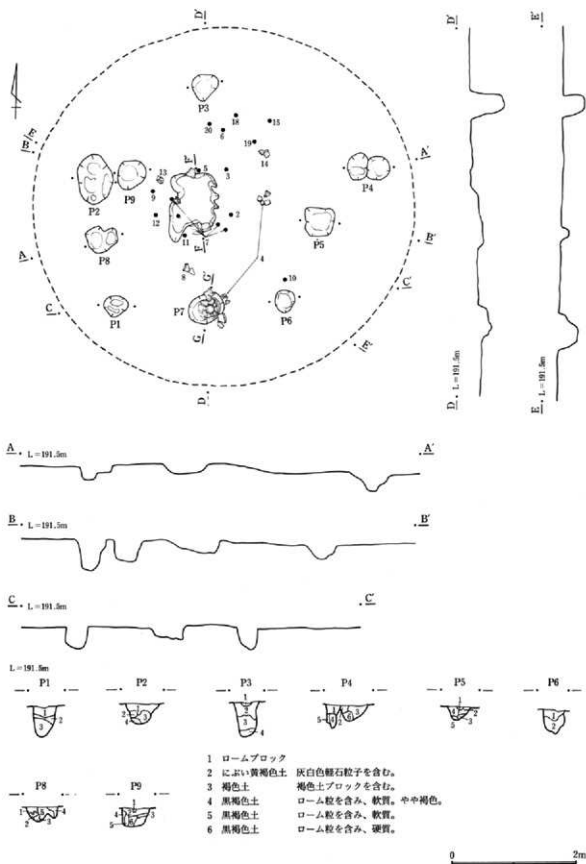 D′
D′
E′
P3
18
15
20
6
19
14
A′
E
B
F′
5
3
13
P4
P2
P9
9
2
B′
12
P5
P8
11
7
F
A
4
8
G′
10
C′
C
P1
P7
P6
G
E′
D
D L=191.5m
E L=191.5m
A L=191.5m A′
B L=191.5m B′
C L=191.5m C′
L=191.5m
P1 P2 P3 P4 P5 P6
P8 P9
1 ロームブロック
2 にぶい黄褐色土 灰白色軽石粒子を含む。
3 褐色土 褐色土ブロックを含む。
4 黒褐色土 ローム粒を含み、軟質。やや褐色。
5 黒褐色土 ローム粒を含み、軟質。
6 黒褐色土 ローム粒を含み、硬質。
0 2m